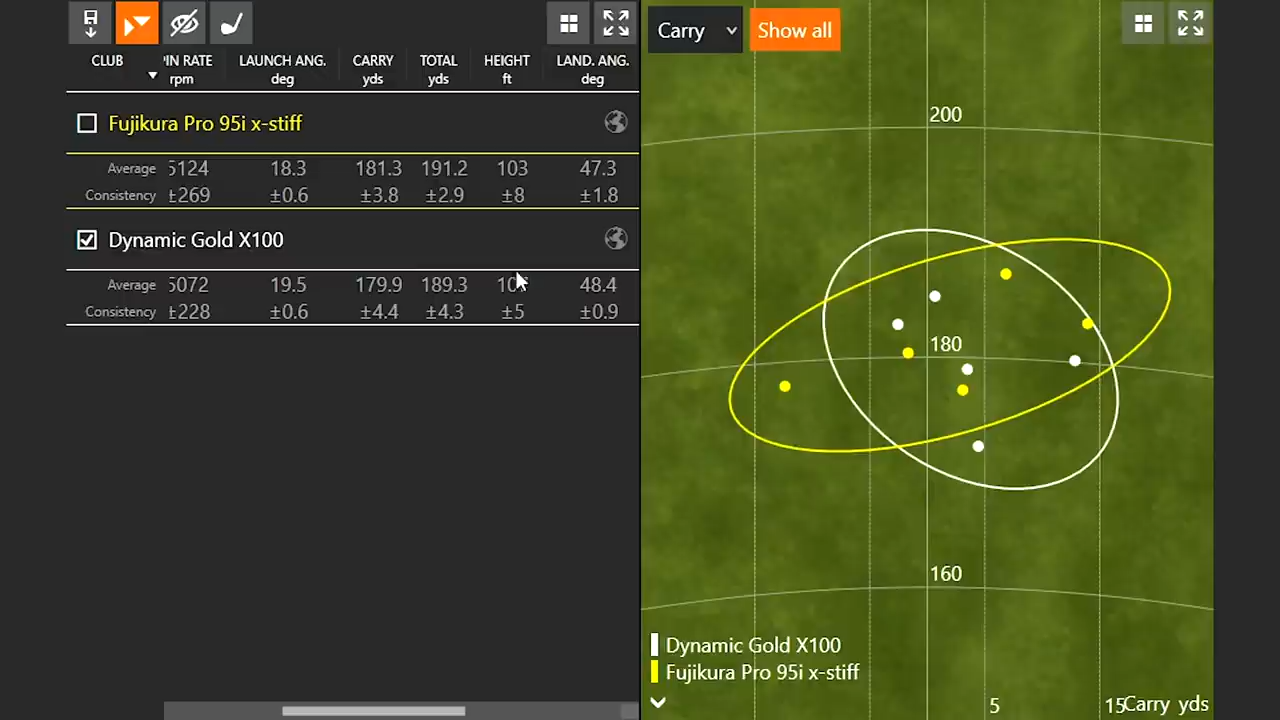 CLUB LAUNCH ANG. CARRY TOTAL HEIGHT LAND. ANG.
RATE
rpm deg yds yds ft deg
Fujikura Pro 95i x-stiff
Average 5124 18.3 181.3 191.2 103 47.3
Consistency ±269 ±0.6 ±3.8 ±2.9 ±8 ±1.8
Dynamic Gold X100
Average 5072 19.5 179.9 189.3 48.4
Consistency ±228 ±0.6 ±4.4 ±4.3 ±5 ±0.9
Carry Show all
200
180
160
Dynamic Gold X100
Fujikura Pro 95i x-stiff
5 15 Carry yds